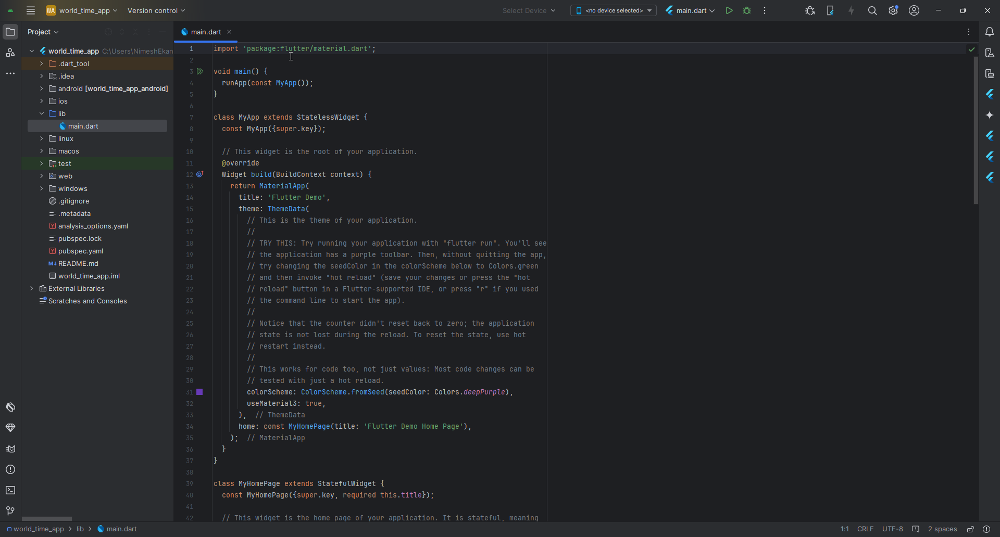 WA world_time_app Version control Select Device <no device selected> main.dart
Project
main.dart
world_time_app C:\Users\NimeshEkan
.dart_tool
.idea
android [world_time_app_android]
ios
lib
main.dart
linux
macos
test
web
windows
.gitignore
.metadata
analysis_options.yaml
pubspec.lock
pubspec.yaml
M↓ README.md
world_time_app.iml
External Libraries
Scratches and Consoles
1 import 'package:flutter/material.dart';
2
3 void main() {
4 runApp(const MyApp());
5 }
6
7 class MyApp extends StatelessWidget {
8 const MyApp({super.key});
9
10 // This widget is the root of your application.
11 @override
12 Widget build(BuildContext context) {
13 return MaterialApp(
14 title: 'Flutter Demo',
15 theme: ThemeData(
16 // This is the theme of your application.
17 //
18 // TRY THIS: Try running your application with "flutter run". You'll see
19 // the application has a purple toolbar. Then, without quitting the app,
20 // try changing the seedColor in the colorScheme below to Colors.green
21 // and then invoke "hot reload" (save your changes or press the "hot
22 // reload" button in a Flutter-supported IDE, or press "r" if you used
23 // the command line to start the app).
24 //
25 // Notice that the counter didn't reset back to zero; the application
26 // state is not lost during the reload. To reset the state, use hot
27 // restart instead.
28 //
29 // This works for code too, not just values: Most code changes can be
30 // tested with just a hot reload.
31 colorScheme: ColorScheme.fromSeed(seedColor: Colors.deepPurple),
32 useMaterial3: true,
33 ), // ThemeData
34 home: const MyHomePage(title: 'Flutter Demo Home Page'),
35 ); // MaterialApp
36 }
37 }
38
39 class MyHomePage extends StatefulWidget {
40 const MyHomePage({super.key, required this.title});
41
42 // This widget is the home page of your application. It is stateful, meaning
world_time_app > lib > main.dart 1:1 CRLF UTF-8 2 spaces